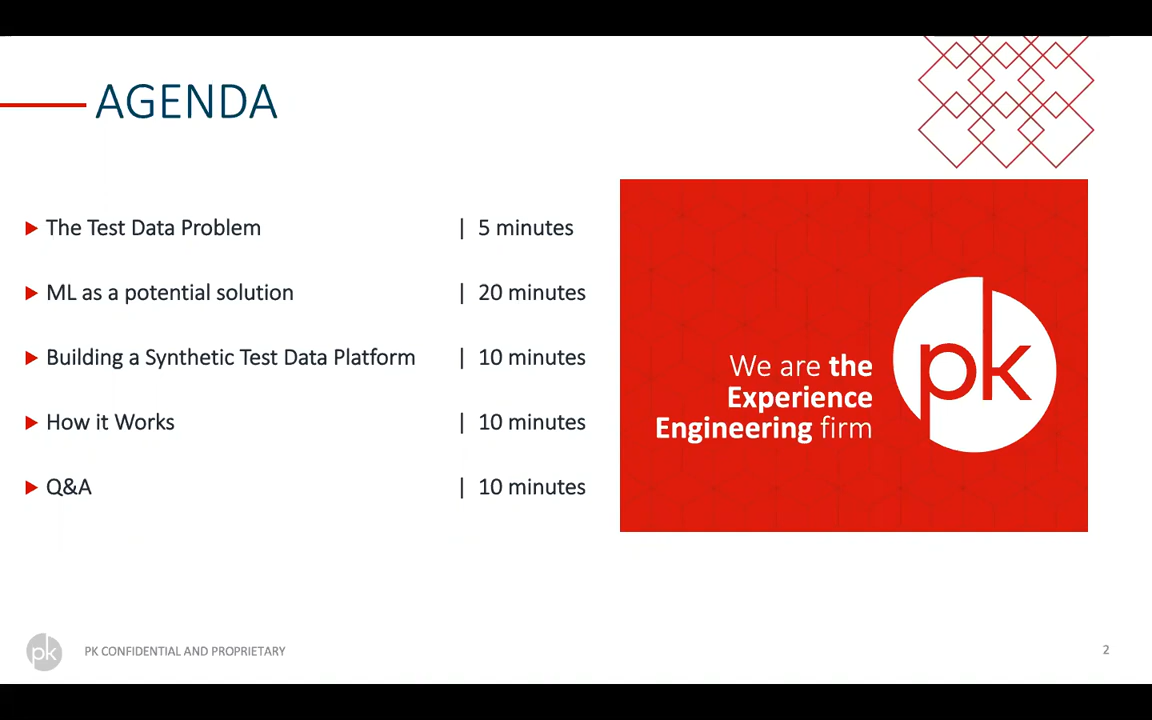 AGENDA
The Test Data Problem | 5 minutes
ML as a potential solution | 20 minutes
Building a Synthetic Test Data Platform | 10 minutes
How it Works | 10 minutes
Q&A | 10 minutes
We are the
Experience
Engineering firm
pk
pk
PK CONFIDENTIAL AND PROPRIETARY
2